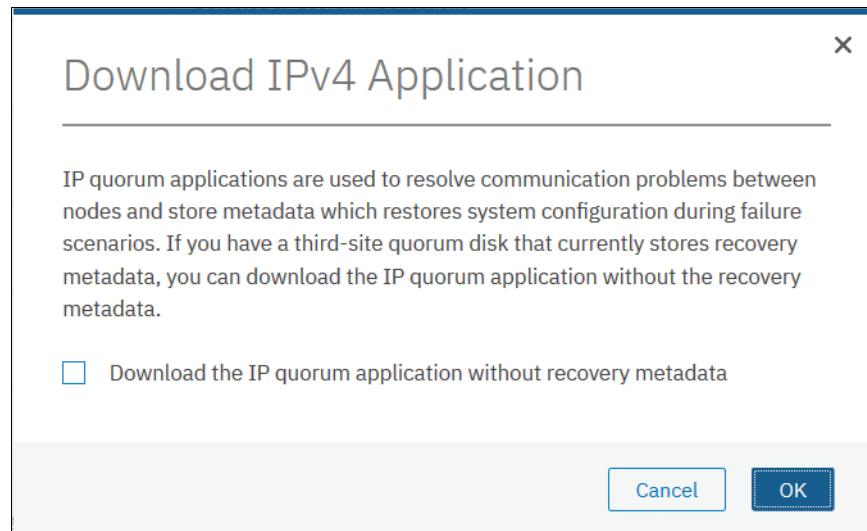 Download IPv4 Application
IP quorum applications are used to resolve communication problems between
nodes and store metadata which restores system configuration during failure
scenarios. If you have a third-site quorum disk that currently stores recovery
metadata, you can download the IP quorum application without the recovery
metadata.
Download the IP quorum application without recovery metadata
Cancel OK